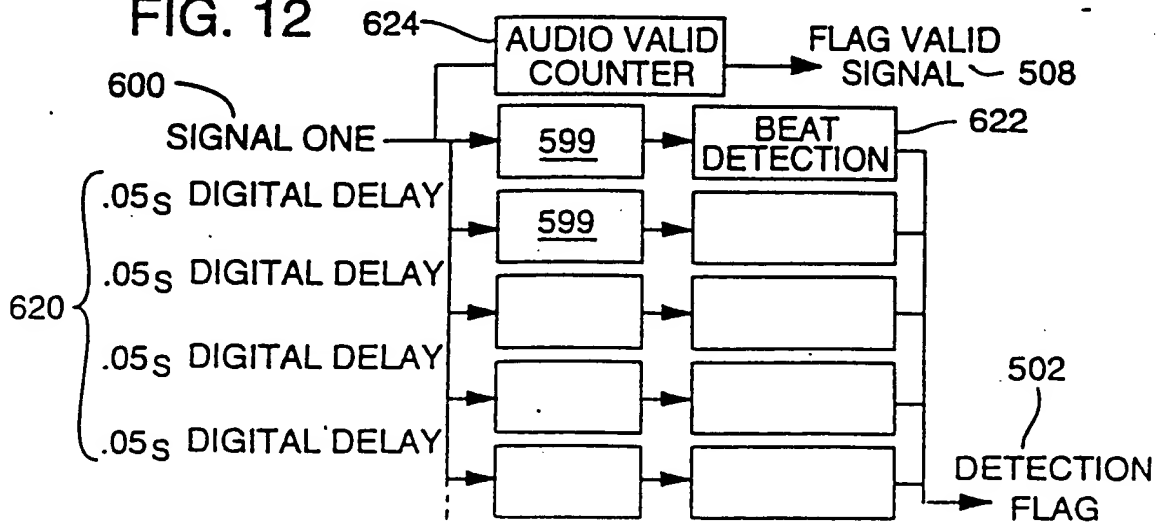 FIG. 12
624
AUDIO VALID
COUNTER
FLAG VALID
SIGNAL
508
600
SIGNAL ONE
599
BEAT
DETECTION
622
.05s DIGITAL DELAY
599
.05s DIGITAL DELAY
620
.05s DIGITAL DELAY
.05s DIGITAL DELAY
502
DETECTION
FLAG